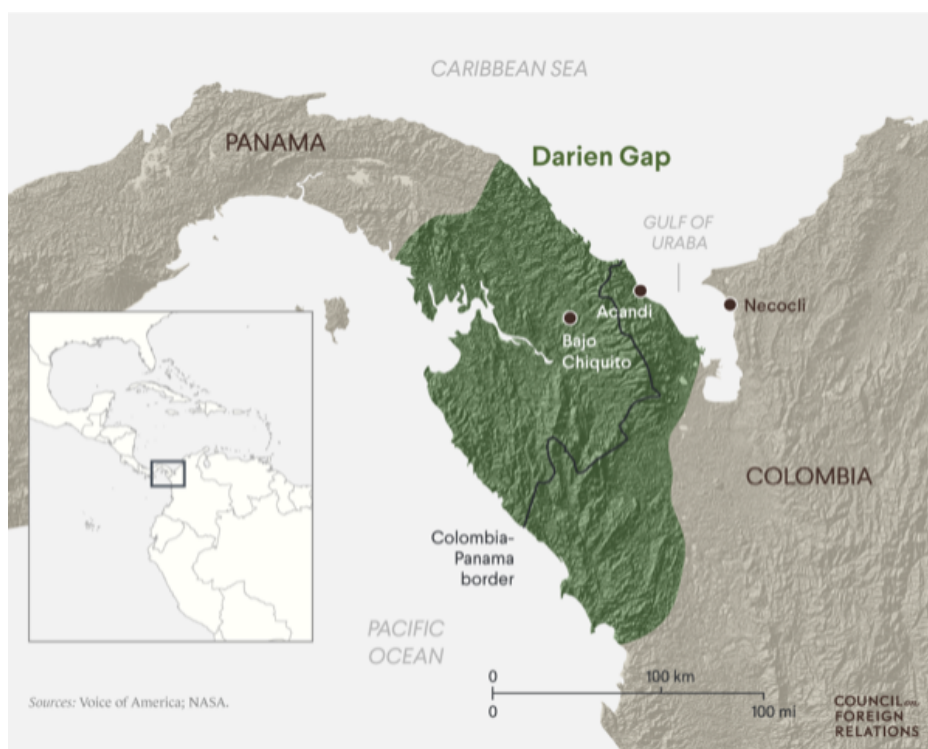 CARIBBEAN SEA
PANAMA
Darien Gap
GULF OF
URABA
Acandi
Necocli
Bajo
Chiquito
COLOMBIA
Colombia-
Panama
border
PACIFIC
OCEAN
0
100 km
0
100 mi
Sources: Voice of America; NASA.
COUNCIL on
FOREIGN
RELATIONS